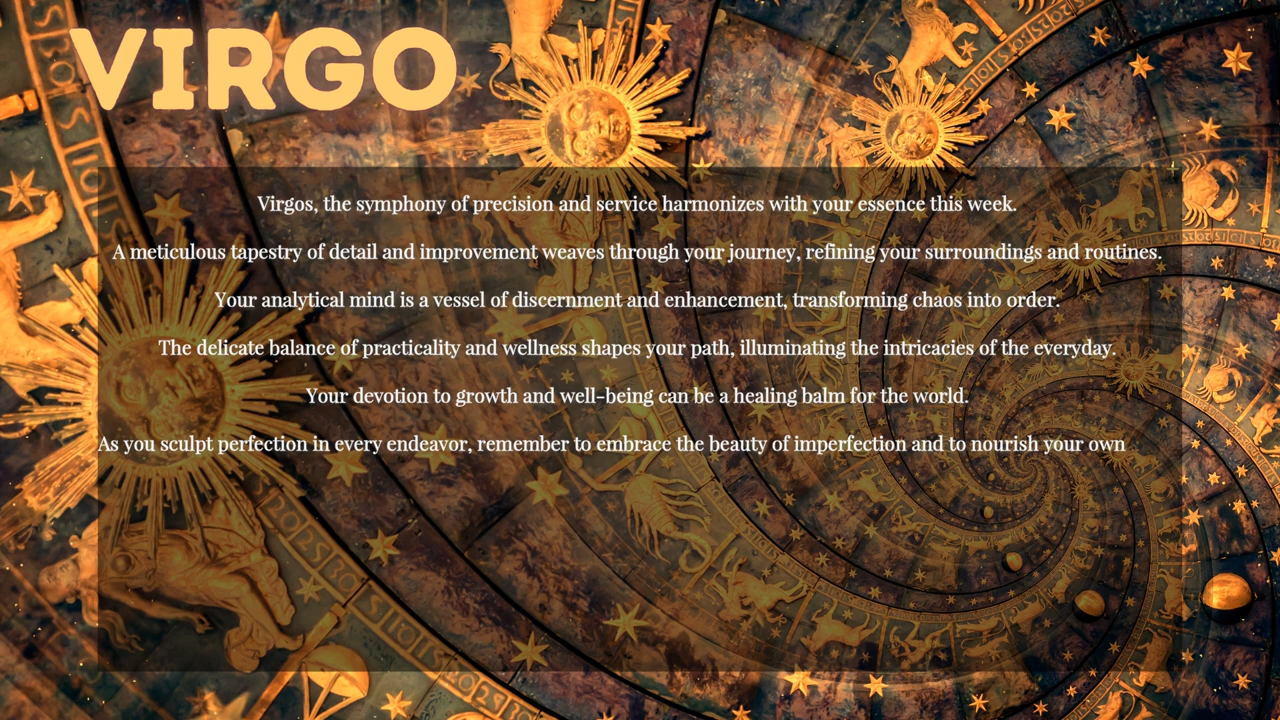 VIRGO
Virgos, the symphony of precision and service harmonizes with your essence this week.
A meticulous tapestry of detail and improvement weaves through your journey, refining your surroundings and routines.
Your analytical mind is a vessel of discernment and enhancement, transforming chaos into order.
The delicate balance of practicality and wellness shapes your path, illuminating the intricacies of the everyday.
Your devotion to growth and well-being can be a healing balm for the world.
As you sculpt perfection in every endeavor, remember to embrace the beauty of imperfection and to nourish your own